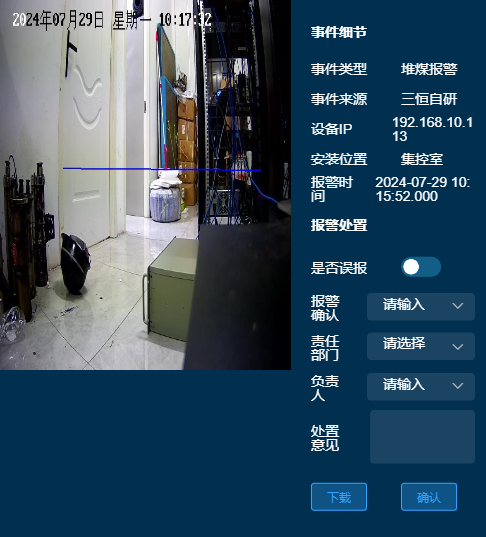 2024年07月29日 星期一 10:17:32
事件细节
事件类型 堆煤报警
事件来源 三恒自研
设备IP 192.168.10.1
13
安装位置 集控室
报警时
间 2024-07-29 10:
15:52.000
报警处置
是否误报
报警
确认 请输入
责任
部门 请选择
负责
人 请输入
处置
意见
下载 确认